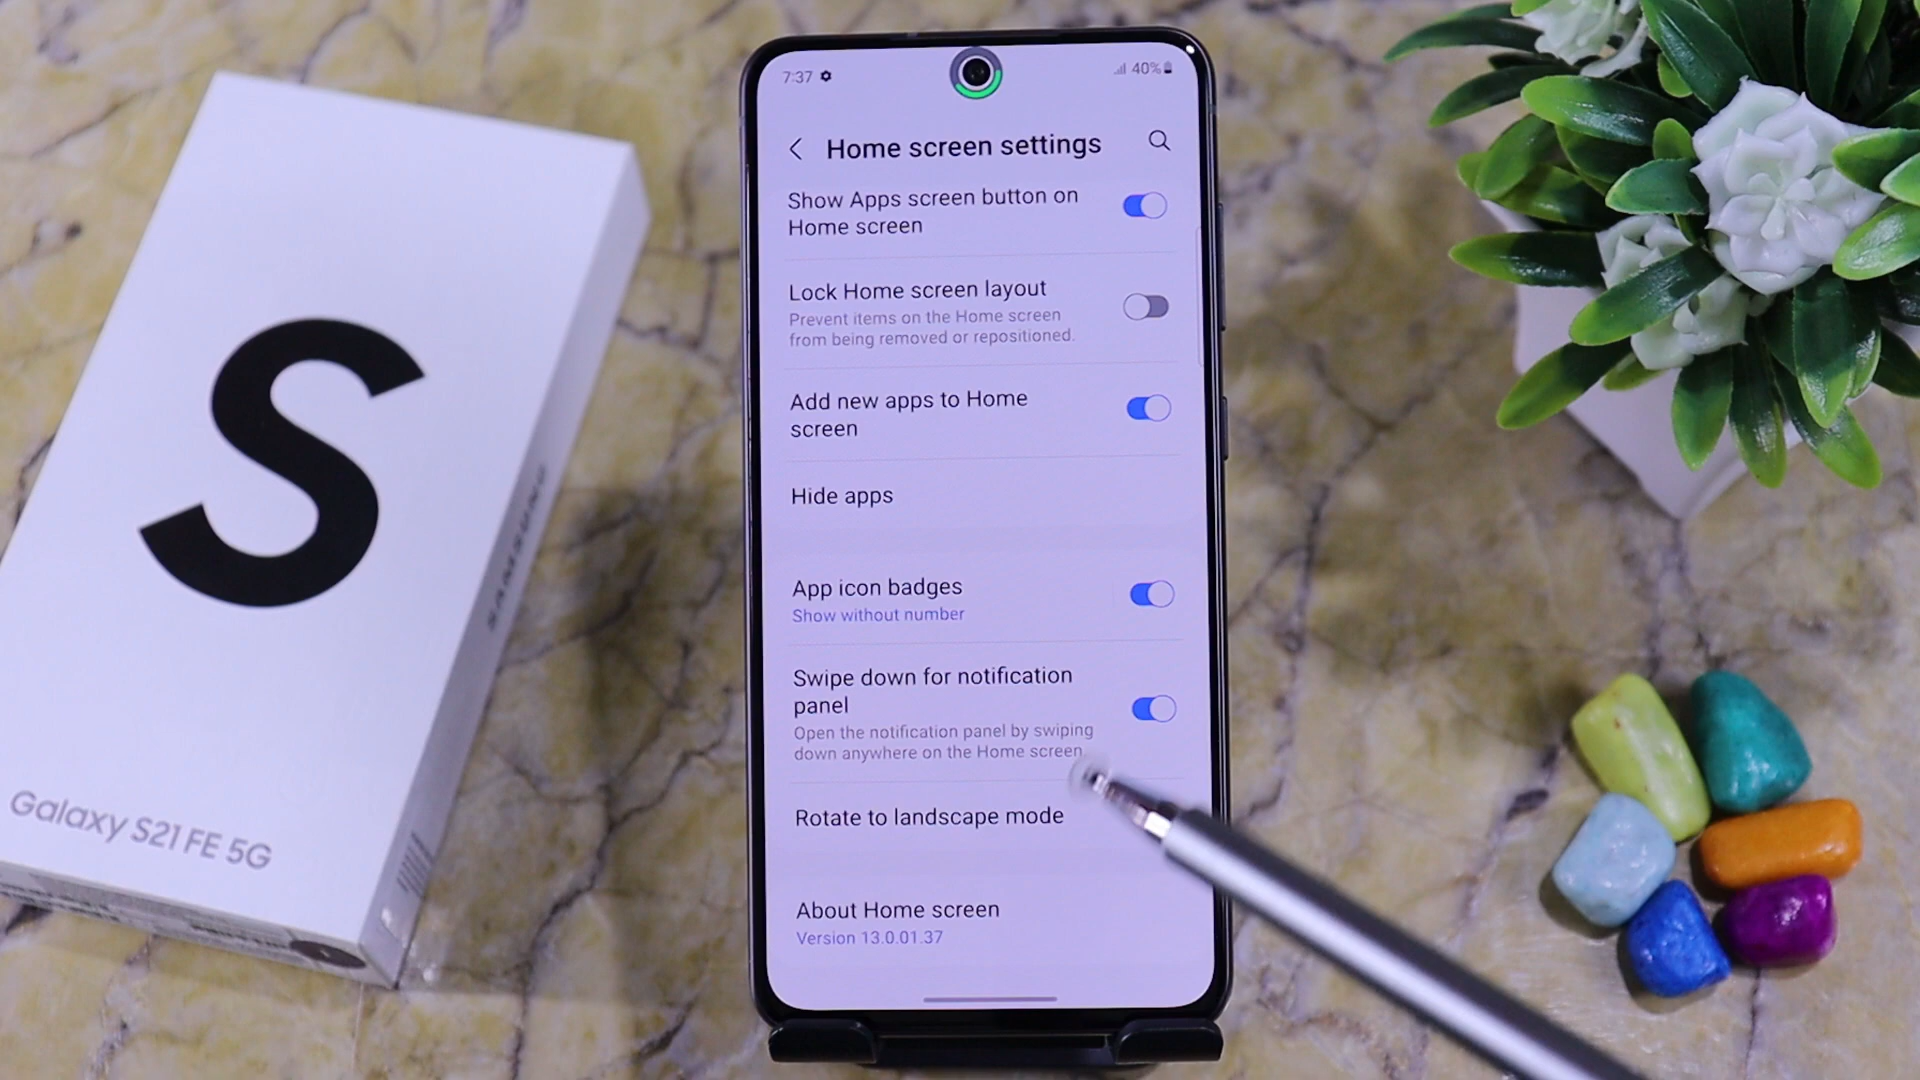 S
SAMSUNG
Galaxy S21 FE 5G
7:37
40%
Home screen settings
Show Apps screen button on
Home screen
Lock Home screen layout
Prevent items on the Home screen
from being removed or repositioned.
Add new apps to Home
screen
Hide apps
App icon badges
Show without number
Swipe down for notification
panel
Open the notification panel by swiping
down anywhere on the Home screen.
Rotate to landscape mode
About Home screen
Version 13.0.01.37